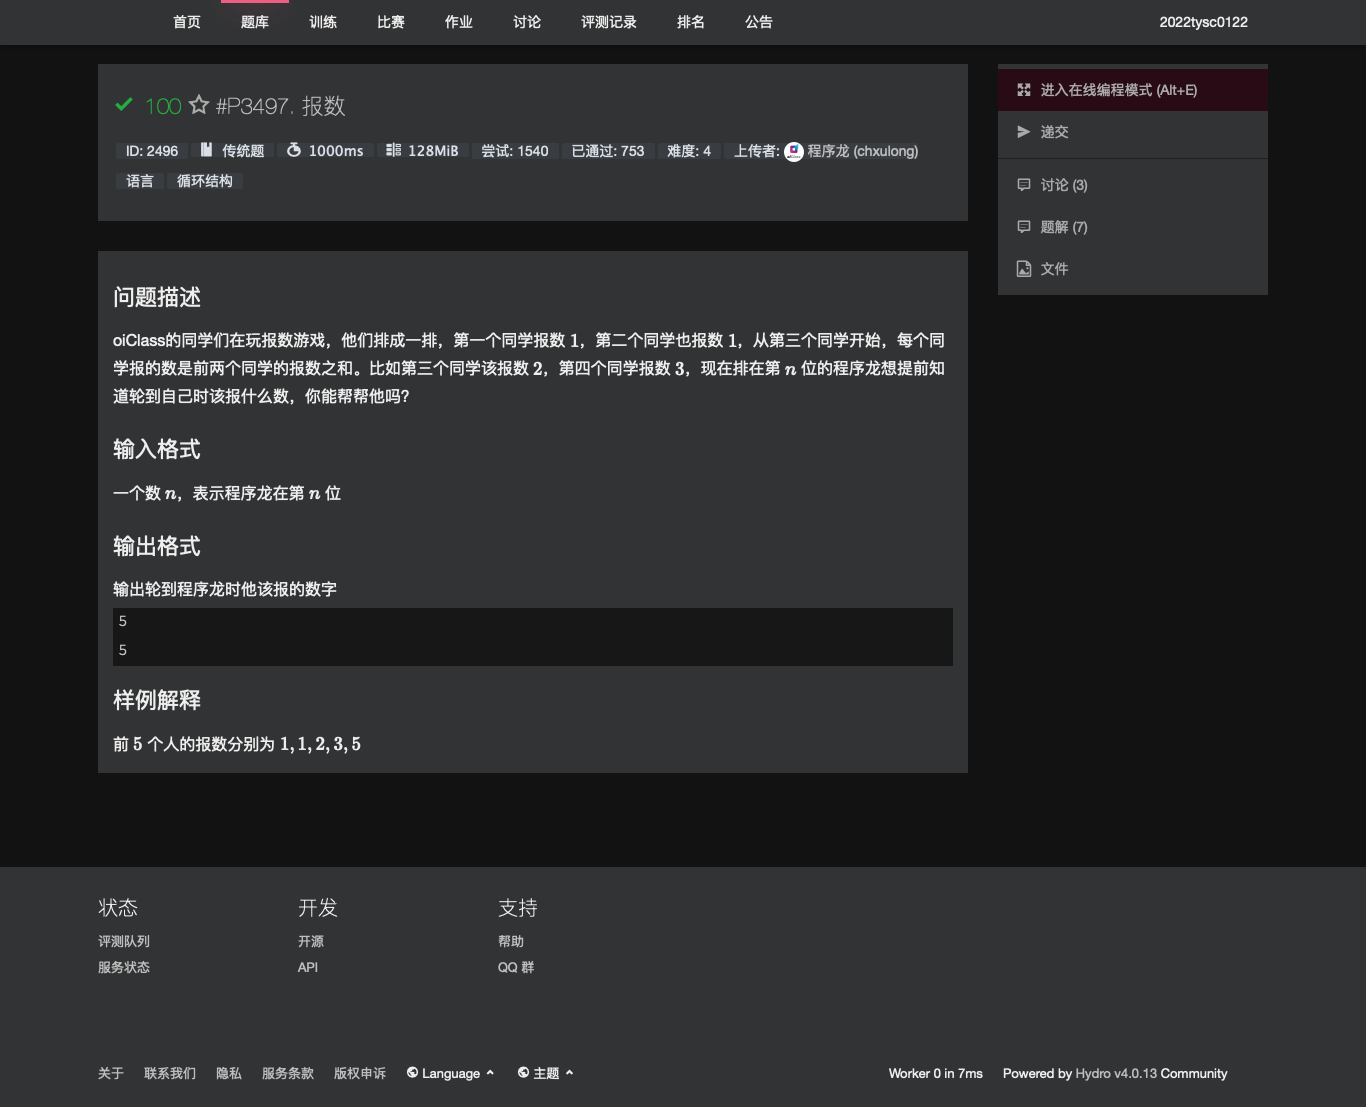 首页 题库 训练 比赛 作业 讨论 评测记录 排名 公告 2022tysc0122
100 #P3497. 报数
ID: 2496 传统题 1000ms 128MiB 尝试: 1540 已通过: 753 难度: 4 上传者: 程序龙 (chxulong)
语言 循环结构
进入在线编程模式 (Alt+E)
递交
讨论 (3)
题解 (7)
文件
问题描述
oiClass的同学们在玩报数游戏，他们排成一排，第一个同学报数 1，第二个同学也报数 1，从第三个同学开始，每个同
学报的数是前两个同学的报数之和。比如第三个同学该报数 2，第四个同学报数 3，现在排在第 n 位的程序龙想提前知
道轮到自己时该报什么数，你能帮帮他吗？
输入格式
一个数 n，表示程序龙在第 n 位
输出格式
输出轮到程序龙时他该报的数字
5
5
样例解释
前 5 个人的报数分别为 1, 1, 2, 3, 5
状态 开发 支持
评测队列 开源 帮助
服务状态 API QQ 群
关于 联系我们 隐私 服务条款 版权申诉 Language 主题 Worker 0 in 7ms Powered by Hydro v4.0.13 Community